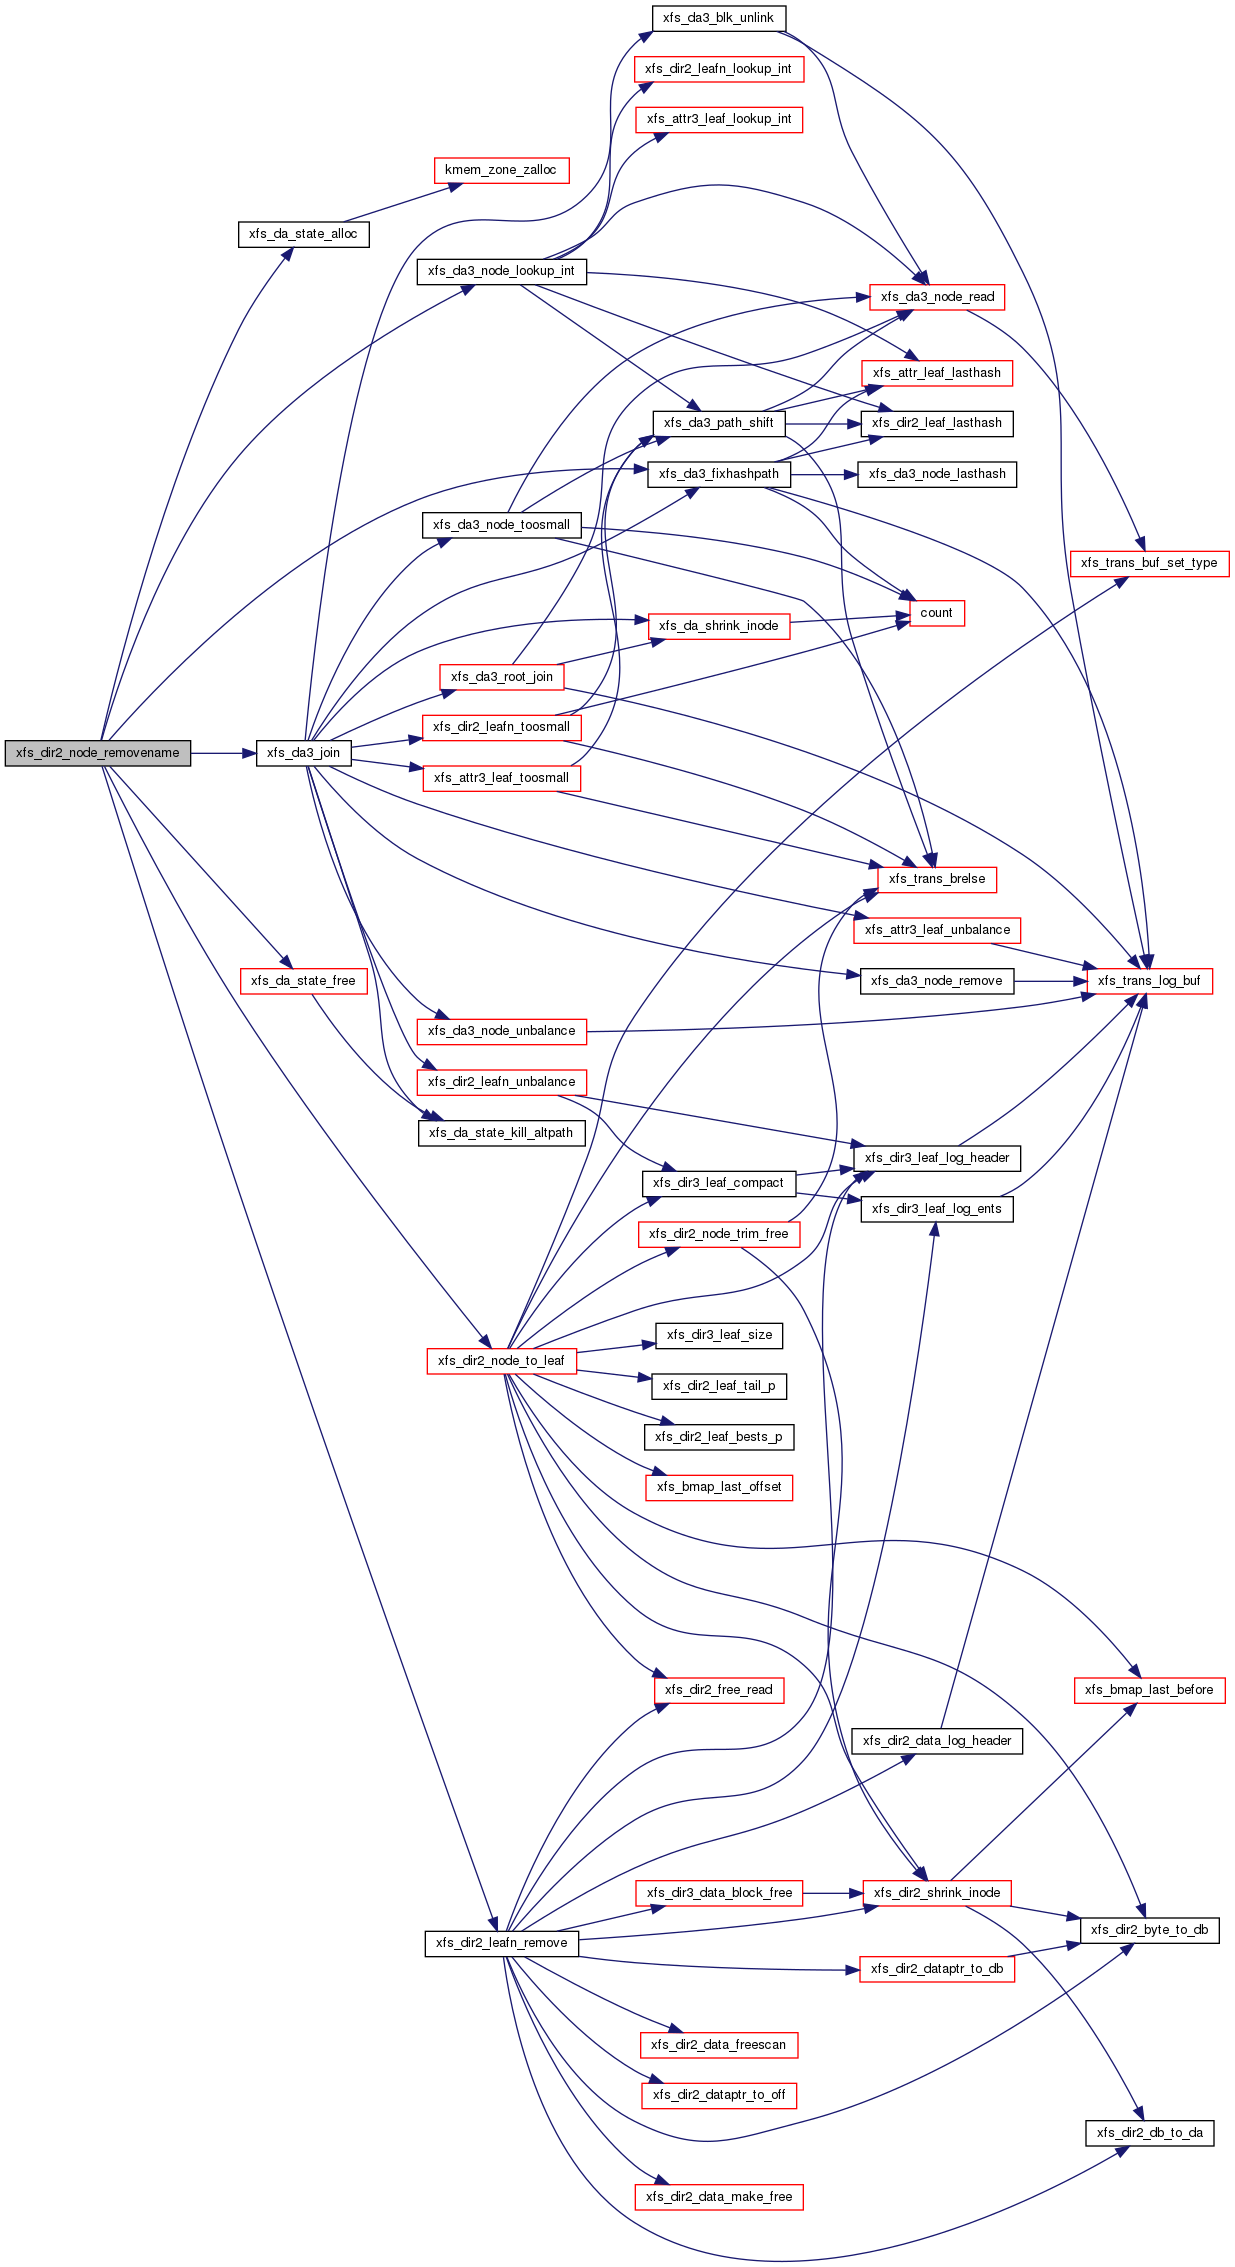 xfs_da3_blk_unlink
xfs_dir2_leafn_lookup_int
xfs_attr3_leaf_lookup_int
kmem_zone_zalloc
xfs_da_state_alloc
xfs_da3_node_lookup_int
xfs_da3_node_read
xfs_attr_leaf_lasthash
xfs_da3_path_shift
xfs_dir2_leaf_lasthash
xfs_da3_fixhashpath
xfs_da3_node_lasthash
xfs_da3_node_toosmall
xfs_trans_buf_set_type
count
xfs_da_shrink_inode
xfs_da3_root_join
xfs_dir2_leafn_toosmall
xfs_dir2_node_removename
xfs_da3_join
xfs_attr3_leaf_toosmall
xfs_trans_brelse
xfs_attr3_leaf_unbalance
xfs_da_state_free
xfs_da3_node_remove
xfs_trans_log_buf
xfs_da3_node_unbalance
xfs_dir2_leafn_unbalance
xfs_da_state_kill_altpath
xfs_dir3_leaf_log_header
xfs_dir3_leaf_compact
xfs_dir3_leaf_log_ents
xfs_dir2_node_trim_free
xfs_dir3_leaf_size
xfs_dir2_node_to_leaf
xfs_dir2_leaf_tail_p
xfs_dir2_leaf_bests_p
xfs_bmap_last_offset
xfs_dir2_free_read
xfs_bmap_last_before
xfs_dir2_data_log_header
xfs_dir3_data_block_free
xfs_dir2_shrink_inode
xfs_dir2_byte_to_db
xfs_dir2_leafn_remove
xfs_dir2_dataptr_to_db
xfs_dir2_data_freescan
xfs_dir2_dataptr_to_off
xfs_dir2_db_to_da
xfs_dir2_data_make_free